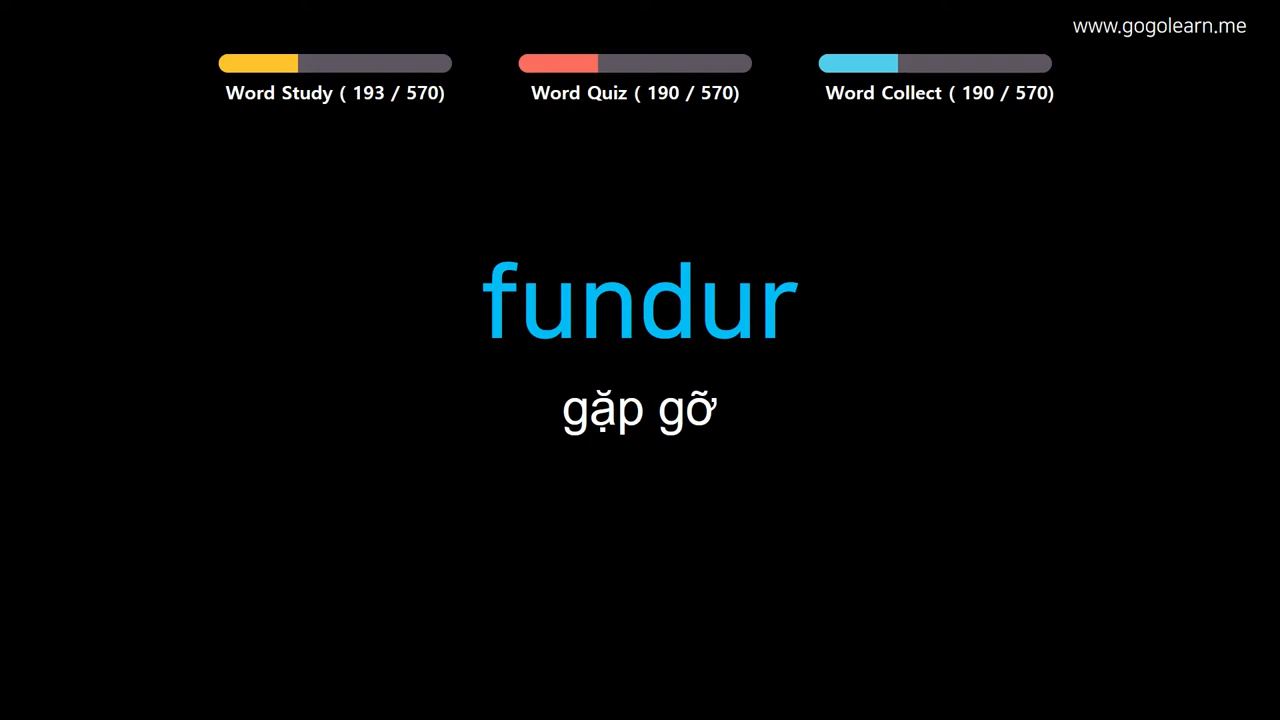 www.gogolearn.me
Word Study ( 193 / 570)
Word Quiz ( 190 / 570)
Word Collect ( 190 / 570)
fundur
gặp gỡ